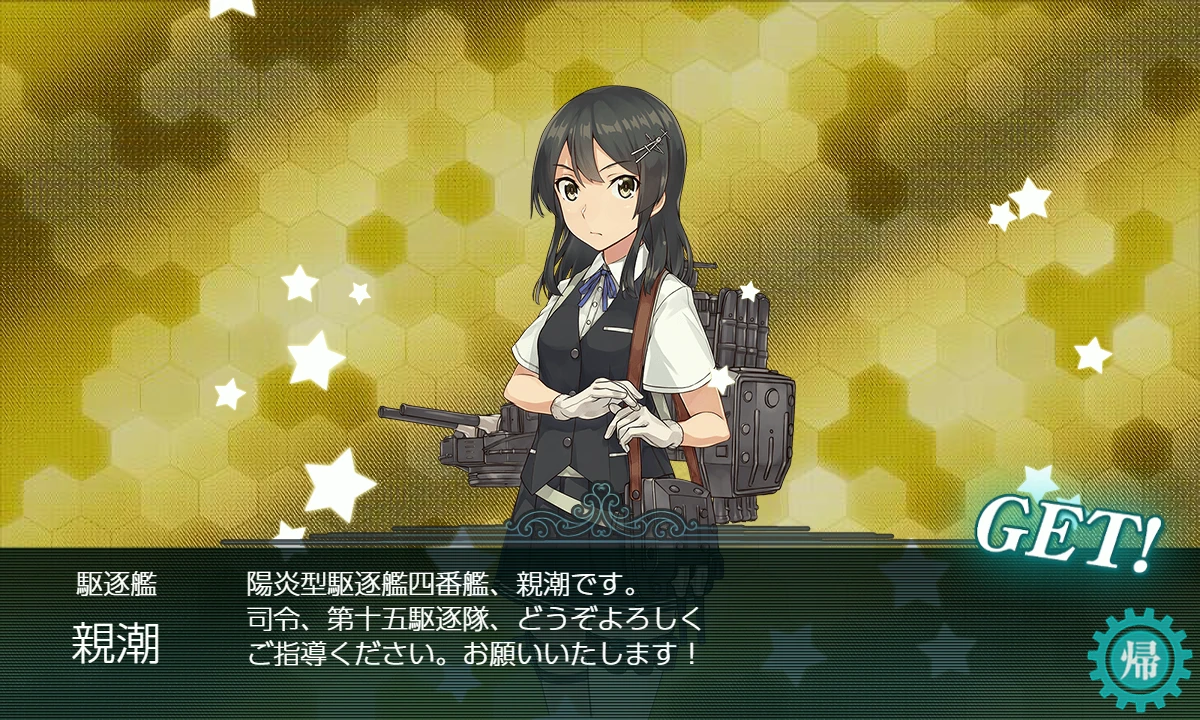 GET!
駆逐艦
親潮
陽炎型駆逐艦四番艦、親潮です。
司令、第十五駆逐隊、どうぞよろしく
ご指導ください。お願いいたします！
帰